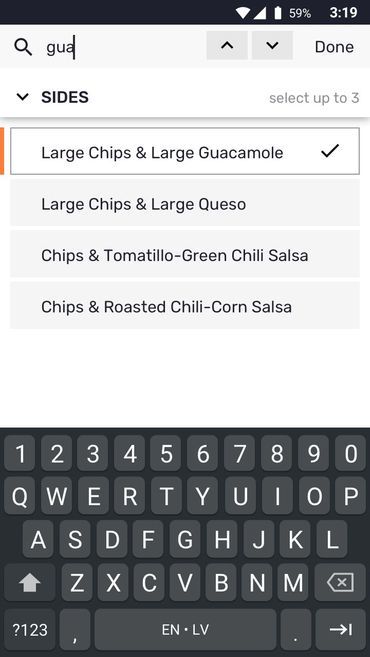 59% 3:19
gua Done
SIDES select up to 3
Large Chips & Large Guacamole
Large Chips & Large Queso
Chips & Tomatillo-Green Chili Salsa
Chips & Roasted Chili-Corn Salsa
1 2 3 4 5 6 7 8 9 0
Q W E R T Y U I O P
A S D F G H J K L
Z X C V B N M
?123 , EN • LV .